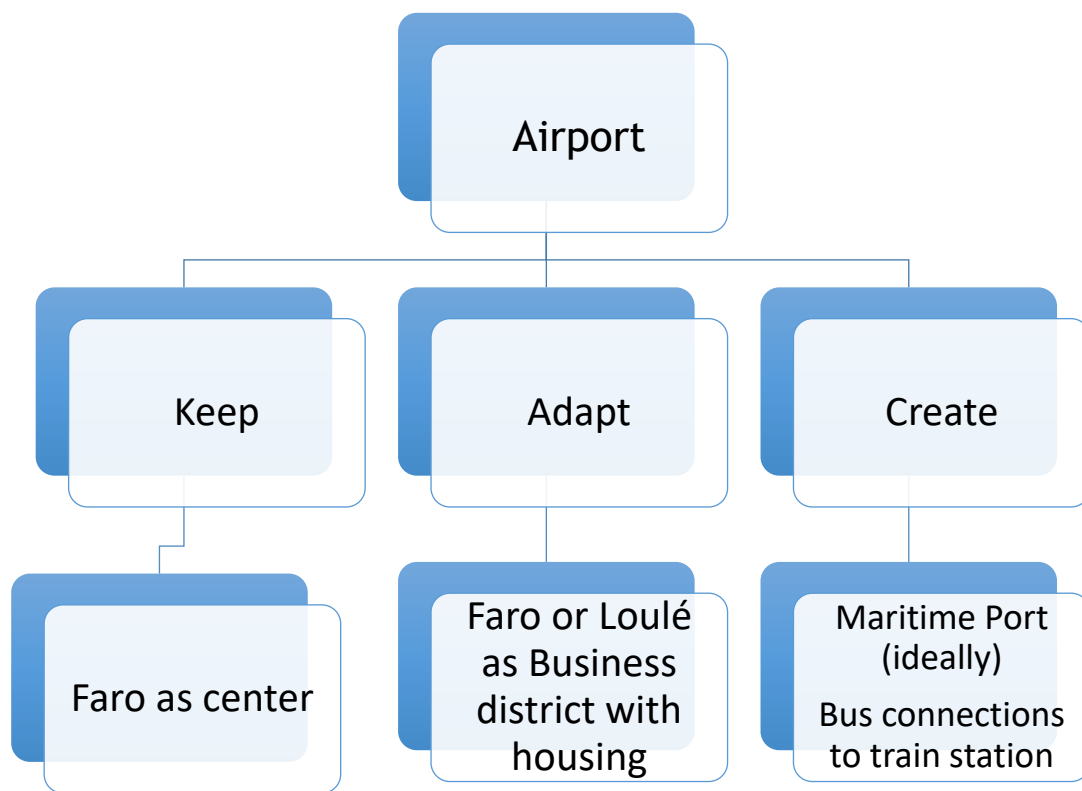 Airport
Keep
Adapt
Create
Faro as center
Faro or Loulé
as Business
district with
housing
Maritime Port
(ideally)
Bus connections
to train station